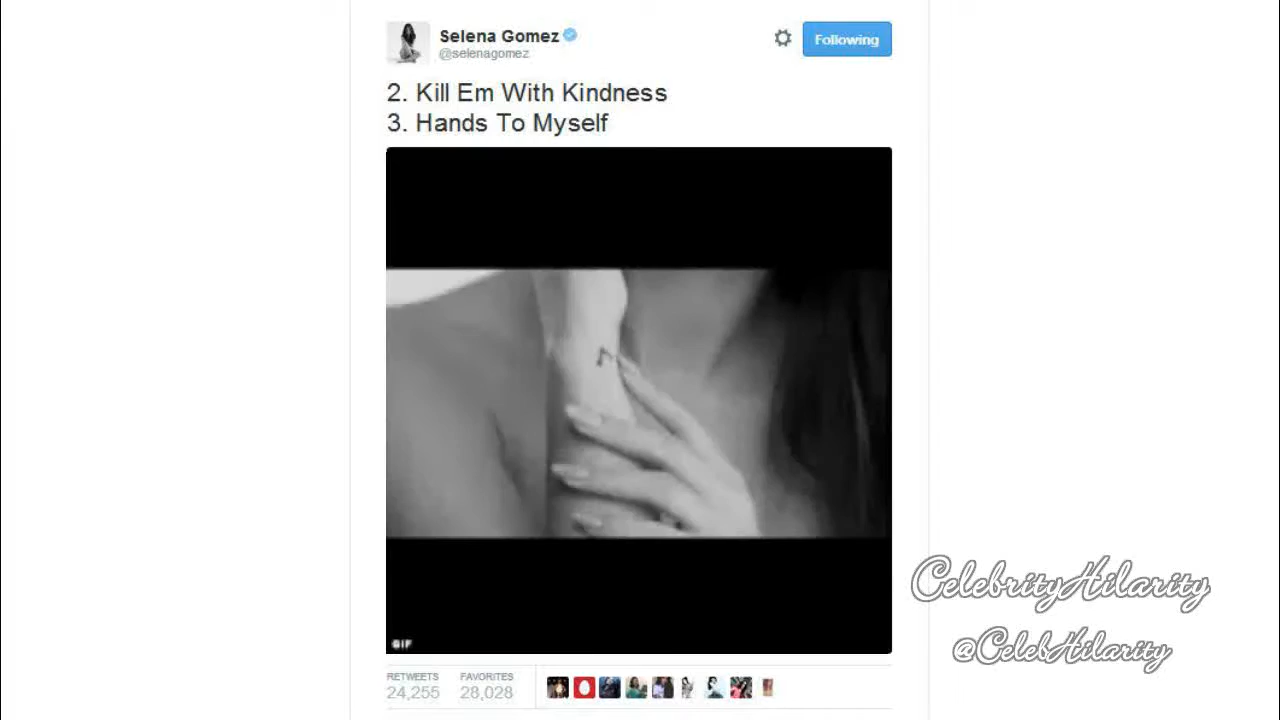 Selena Gomez
@selenagomez
Following
2. Kill Em With Kindness
3. Hands To Myself
GIF
CelebrityHilarity
@CelebHilarity
RETWEETS FAVORITES
24,255 28,028